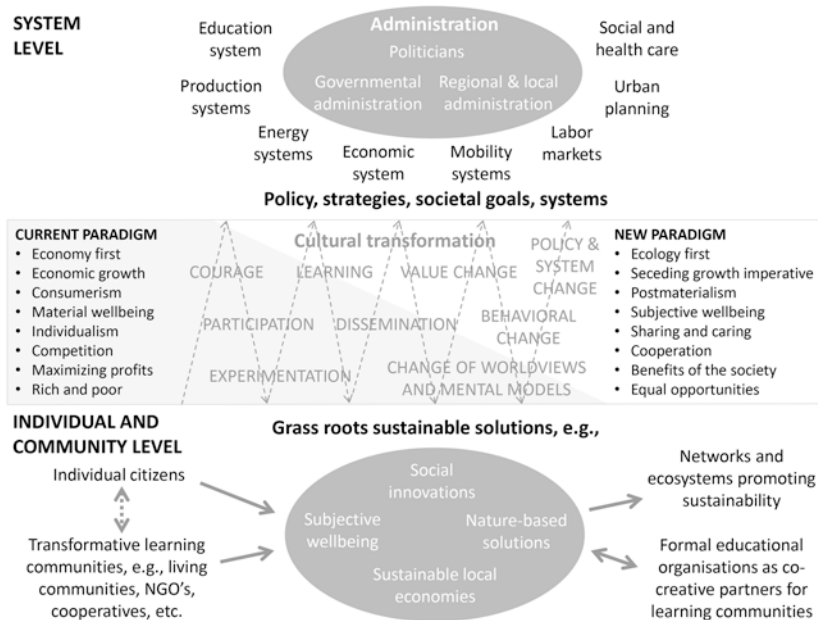 SYSTEM
LEVEL
Education
system
Production
systems
Energy
systems
Economic
system
Mobility
systems
Labor
markets
Urban
planning
Social and
health care
Administration
Politicians
Governmental
administration
Regional & local
administration
Policy, strategies, societal goals, systems
CURRENT PARADIGM
• Economy first
• Economic growth
• Consumerism
• Material wellbeing
• Individualism
• Competition
• Maximizing profits
• Rich and poor
Cultural transformation
COURAGE
LEARNING
VALUE CHANGE
POLICY &
SYSTEM
CHANGE
PARTICIPATION
DISSEMINATION
BEHAVIORAL
CHANGE
EXPERIMENTATION
CHANGE OF WORLDVIEWS
AND MENTAL MODELS
NEW PARADIGM
• Ecology first
• Seceding growth imperative
• Postmaterialism
• Subjective wellbeing
• Sharing and caring
• Cooperation
• Benefits of the society
• Equal opportunities
INDIVIDUAL AND
COMMUNITY LEVEL
Grass roots sustainable solutions, e.g.,
Individual citizens
Transformative learning
communities, e.g., living
communities, NGO's,
cooperatives, etc.
Social
innovations
Subjective
wellbeing
Nature-based
solutions
Sustainable local
economies
Networks and
ecosystems promoting
sustainability
Formal educational
organisations as co-
creative partners for
learning communities